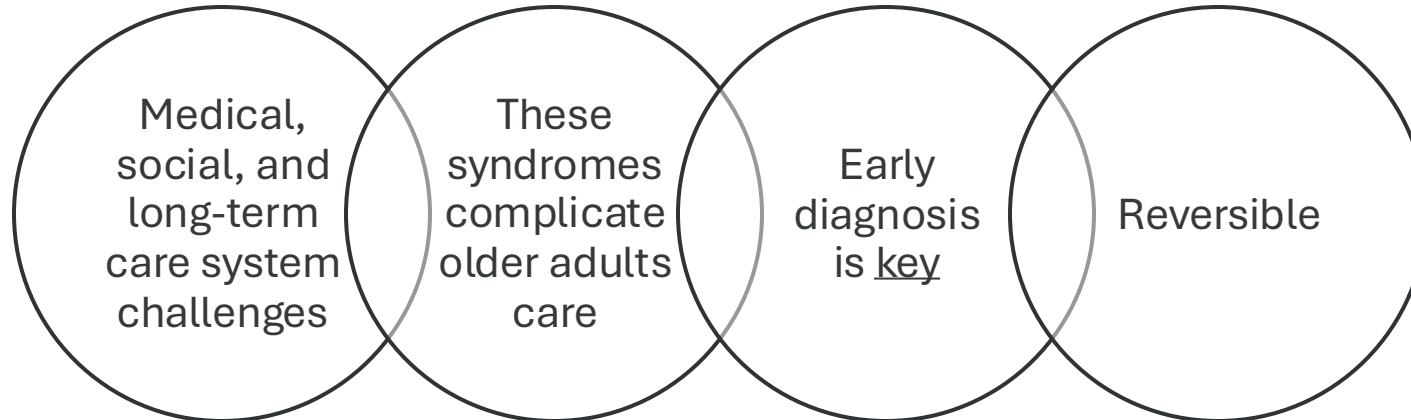 Medical,
social, and
long-term
care system
challenges
These
syndromes
complicate
older adults
care
Early
diagnosis
is key
Reversible